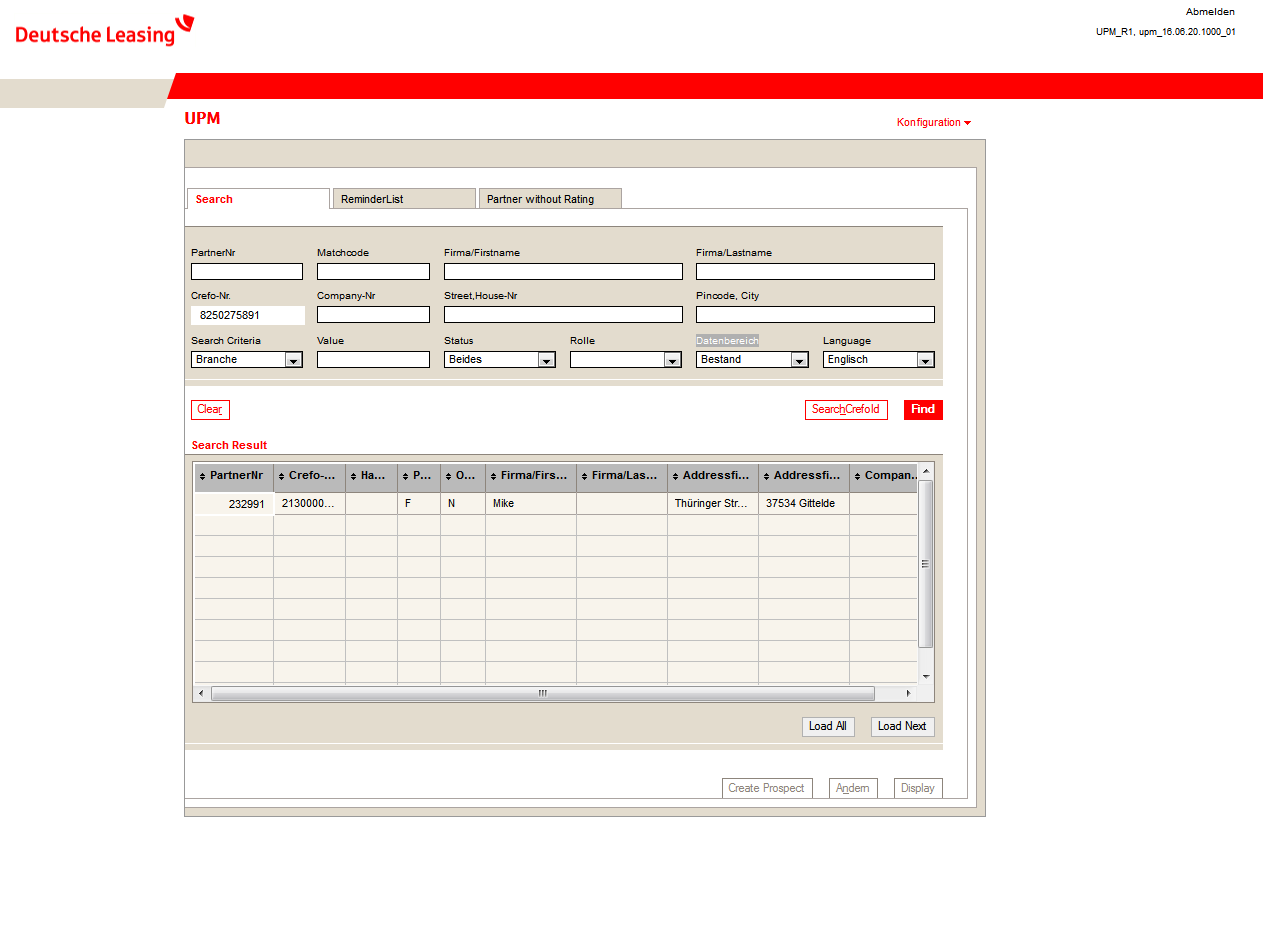 Abmelden
Deutsche Leasing
UPM_R1, upm_16.06.20.1000_01
UPM
Konfiguration
Search
ReminderList
Partner without Rating
PartnerNr
Matchcode
Firma/Firstname
Firma/Lastname
Crefo-Nr.
Company-Nr
Street,House-Nr
Pincode, City
8250275891
Search Criteria
Value
Status
Rolle
Datenbereich
Language
Branche
Beides
Bestand
Englisch
Clear
SearchCrefoId
Find
Search Result
PartnerNr Crefo-... Ha... P... O... Firma/Firs... Firma/Las... Addressfi... Addressfi... Compan..
232991 2130000... F N Mike Thüringer Str... 37534 Gittelde
Load All
Load Next
Create Prospect
Ändern
Display